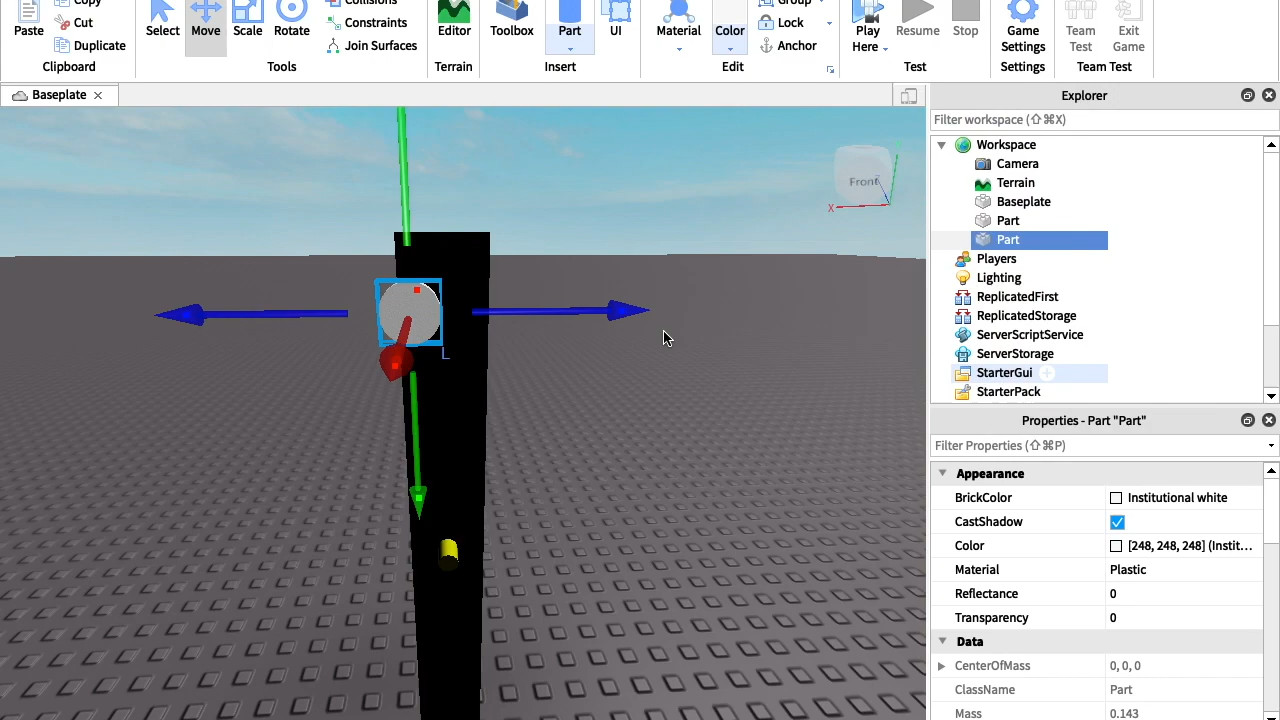 Copy
Group
Collisions
Cut
Constraints
Lock
Paste
Duplicate
Select
Move
Scale
Rotate
Join Surfaces
Editor
Toolbox
Part
UI
Material
Color
Anchor
Play
Here
Resume
Stop
Game
Settings
Team
Test
Exit
Game
Clipboard
Tools
Terrain
Insert
Edit
Test
Settings
Team Test
Baseplate
Explorer
Filter workspace (⇧⌘X)
Workspace
Camera
Terrain
Baseplate
Part
Part
Players
Lighting
ReplicatedFirst
ReplicatedStorage
ServerScriptService
ServerStorage
StarterGui
StarterPack
Front
X
L
Properties - Part "Part"
Filter Properties (⇧⌘P)
Appearance
BrickColor Institutional white
CastShadow
Color [248, 248, 248] (Instit...
Material Plastic
Reflectance 0
Transparency 0
Data
CenterOfMass 0, 0, 0
ClassName Part
Mass 0.143